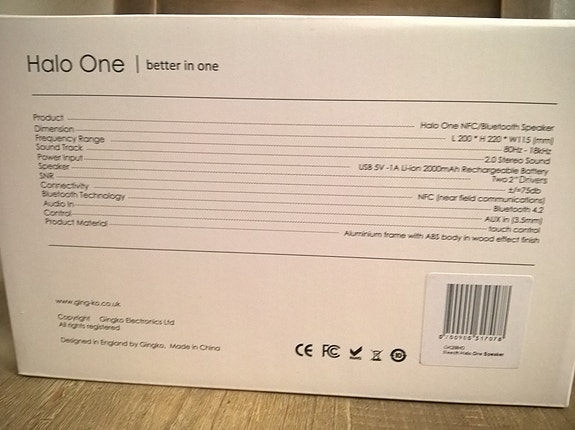 Halo One | better in one
Product Halo One NFC/Bluetooth Speaker
Dimension L 200 * H 220 * W115 (mm)
Frequency Range 80Hz - 18kHz
Sound Track 2.0 Stereo Sound
Power Input USB 5V -1A Li-ion 2000mAh Rechargeable Battery
Speaker Two 2" Drivers
SNR ±/=75db
Connectivity NFC (near field communications)
Bluetooth Technology Bluetooth 4.2
Audio In AUX in (3.5mm)
Control touch control
Product Material Aluminium frame with ABS body in wood effect finish
www.ging-ko.co.uk
Copyright Gingko Electronics Ltd
All rights registered
Designed in England by Gingko. Made in China
CE FC
Halo One Speaker